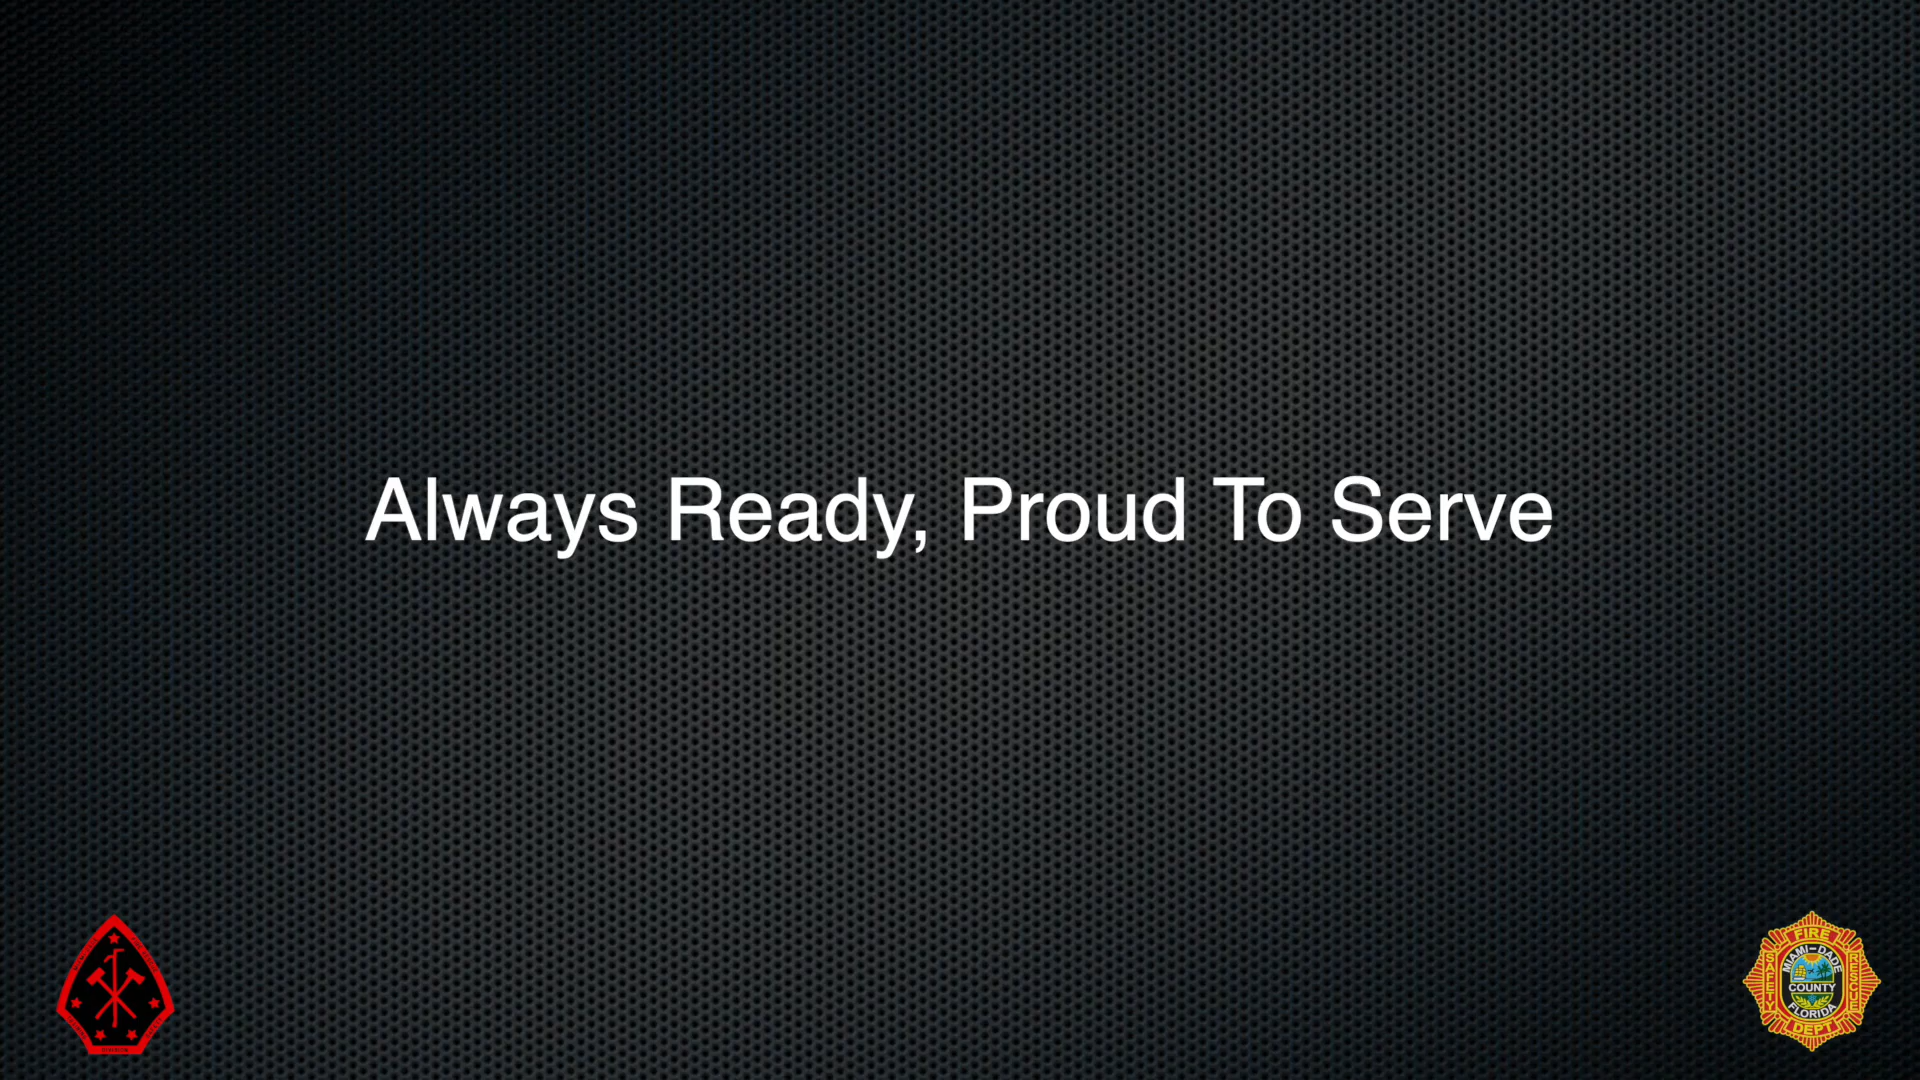 Always Ready, Proud To Serve
FIRE
MIAMI-DADE
SAFETY
COUNTY
RESCUE
FLORIDA
DEPT